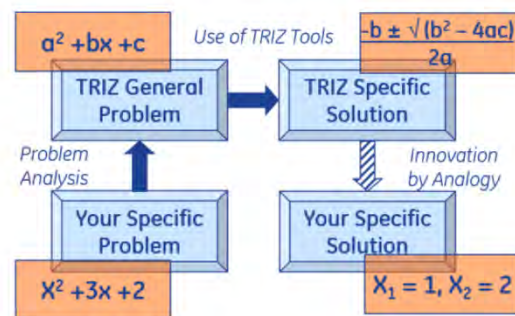 a² +bx +c
Use of TRIZ Tools
-b ± √(b² – 4ac)
2a
TRIZ General
Problem
TRIZ Specific
Solution
Problem
Analysis
Innovation
by Analogy
Your Specific
Problem
Your Specific
Solution
X² +3x + 2
X₁ = 1, X₂ = 2